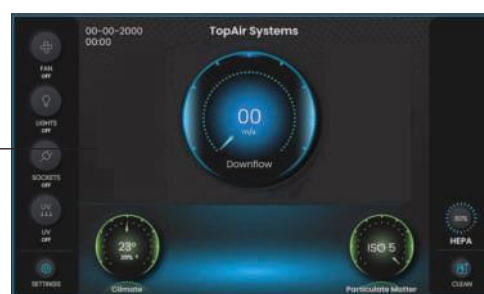 00-00-2000
00:00
TopAir Systems
FAN
OFF
LIGHTS
OFF
SOCKETS
OFF
UV
UV
OFF
SETTINGS
00
m/s
Downflow
23°
Climate
ISO 5
Particulate Matter
HEPA
CLEAN